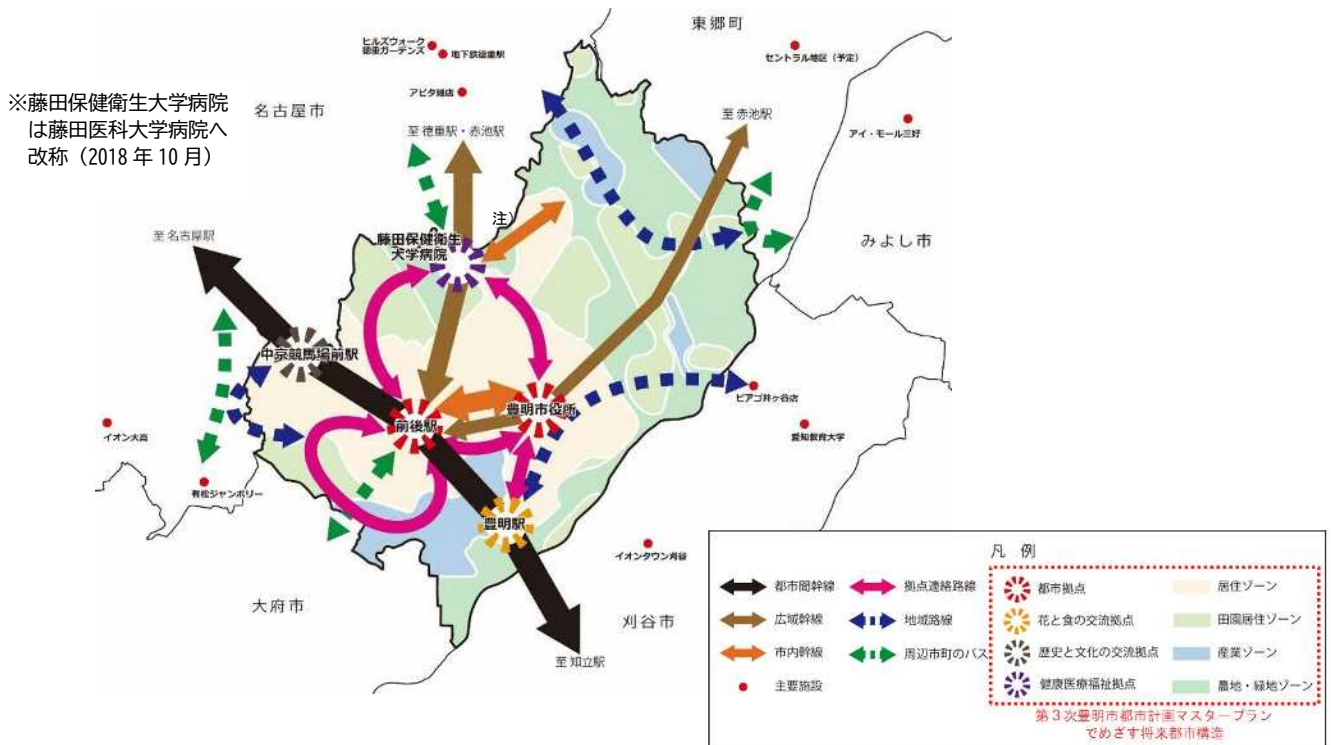 東郷町
ヒルズウォーク
徳重ガーデンズ
地下鉄徳重駅
セントラル地区（予定）
アピタ緑店
※藤田保健衛生大学病院
は藤田医科大学病院へ
改称（2018 年 10 月）
名古屋市
至 赤池駅
アイ・モール三好
至 徳重駅・赤池駅
注）
至 名古屋駅
藤田保健衛生
大学病院
みよし市
中京競馬場前駅
ピアゴ井ヶ谷店
豊明市役所
前後駅
イオン大高
愛知教育大学
有松ジャンボリー
豊明駅
イオンタウン刈谷
大府市
刈谷市
至 知立駅
凡 例
都市間幹線
拠点連絡路線
都市拠点
居住ゾーン
広域幹線
地域路線
花と食の交流拠点
田園居住ゾーン
市内幹線
周辺市町のバス
歴史と文化の交流拠点
産業ゾーン
主要施設
健康医療福祉拠点
農地・緑地ゾーン
第３次豊明市都市計画マスタープラン
でめざす将来都市構造